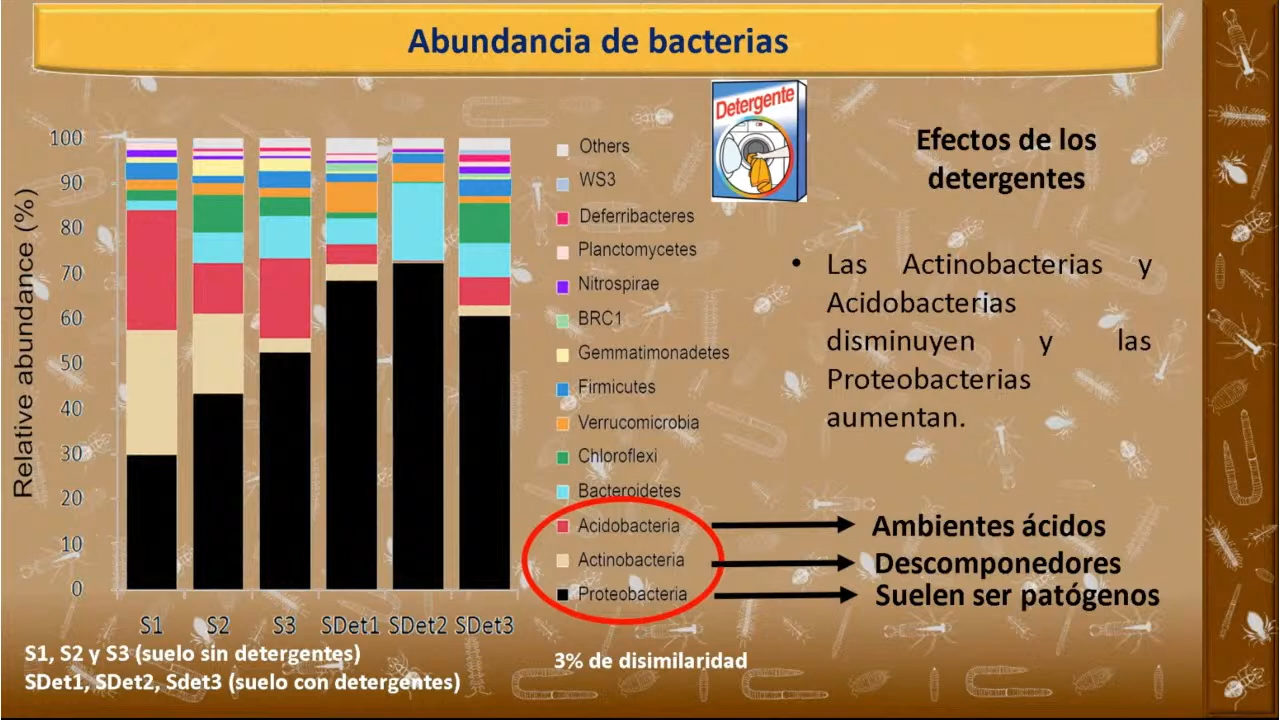 Abundancia de bacterias
Detergente
Efectos de los
detergentes
• Las Actinobacterias y
Acidobacterias
disminuyen y las
Proteobacterias
aumentan.
Relative abundance (%)
100
90
80
70
60
50
40
30
20
10
0
S1 S2 S3 SDet1 SDet2 SDet3
Others
WS3
Deferribacteres
Planctomycetes
Nitrospirae
BRC1
Gemmatimonadetes
Firmicutes
Verrucomicrobia
Chloroflexi
Bacteroidetes
Acidobacteria
Actinobacteria
Proteobacteria
Ambientes ácidos
Descomponedores
Suelen ser patógenos
S1, S2 y S3 (suelo sin detergentes)
SDet1, SDet2, Sdet3 (suelo con detergentes)
3% de disimilaridad